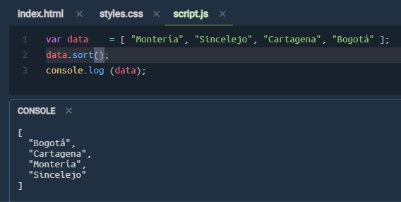 index.html × styles.css × script.js ×
1 var data = [ "Montería", "Sincelejo", "Cartagena", "Bogotá" ];
2 data.sort();
3 console.log (data);
CONSOLE ×
[
"Bogotá",
"Cartagena",
"Montería",
"Sincelejo"
]